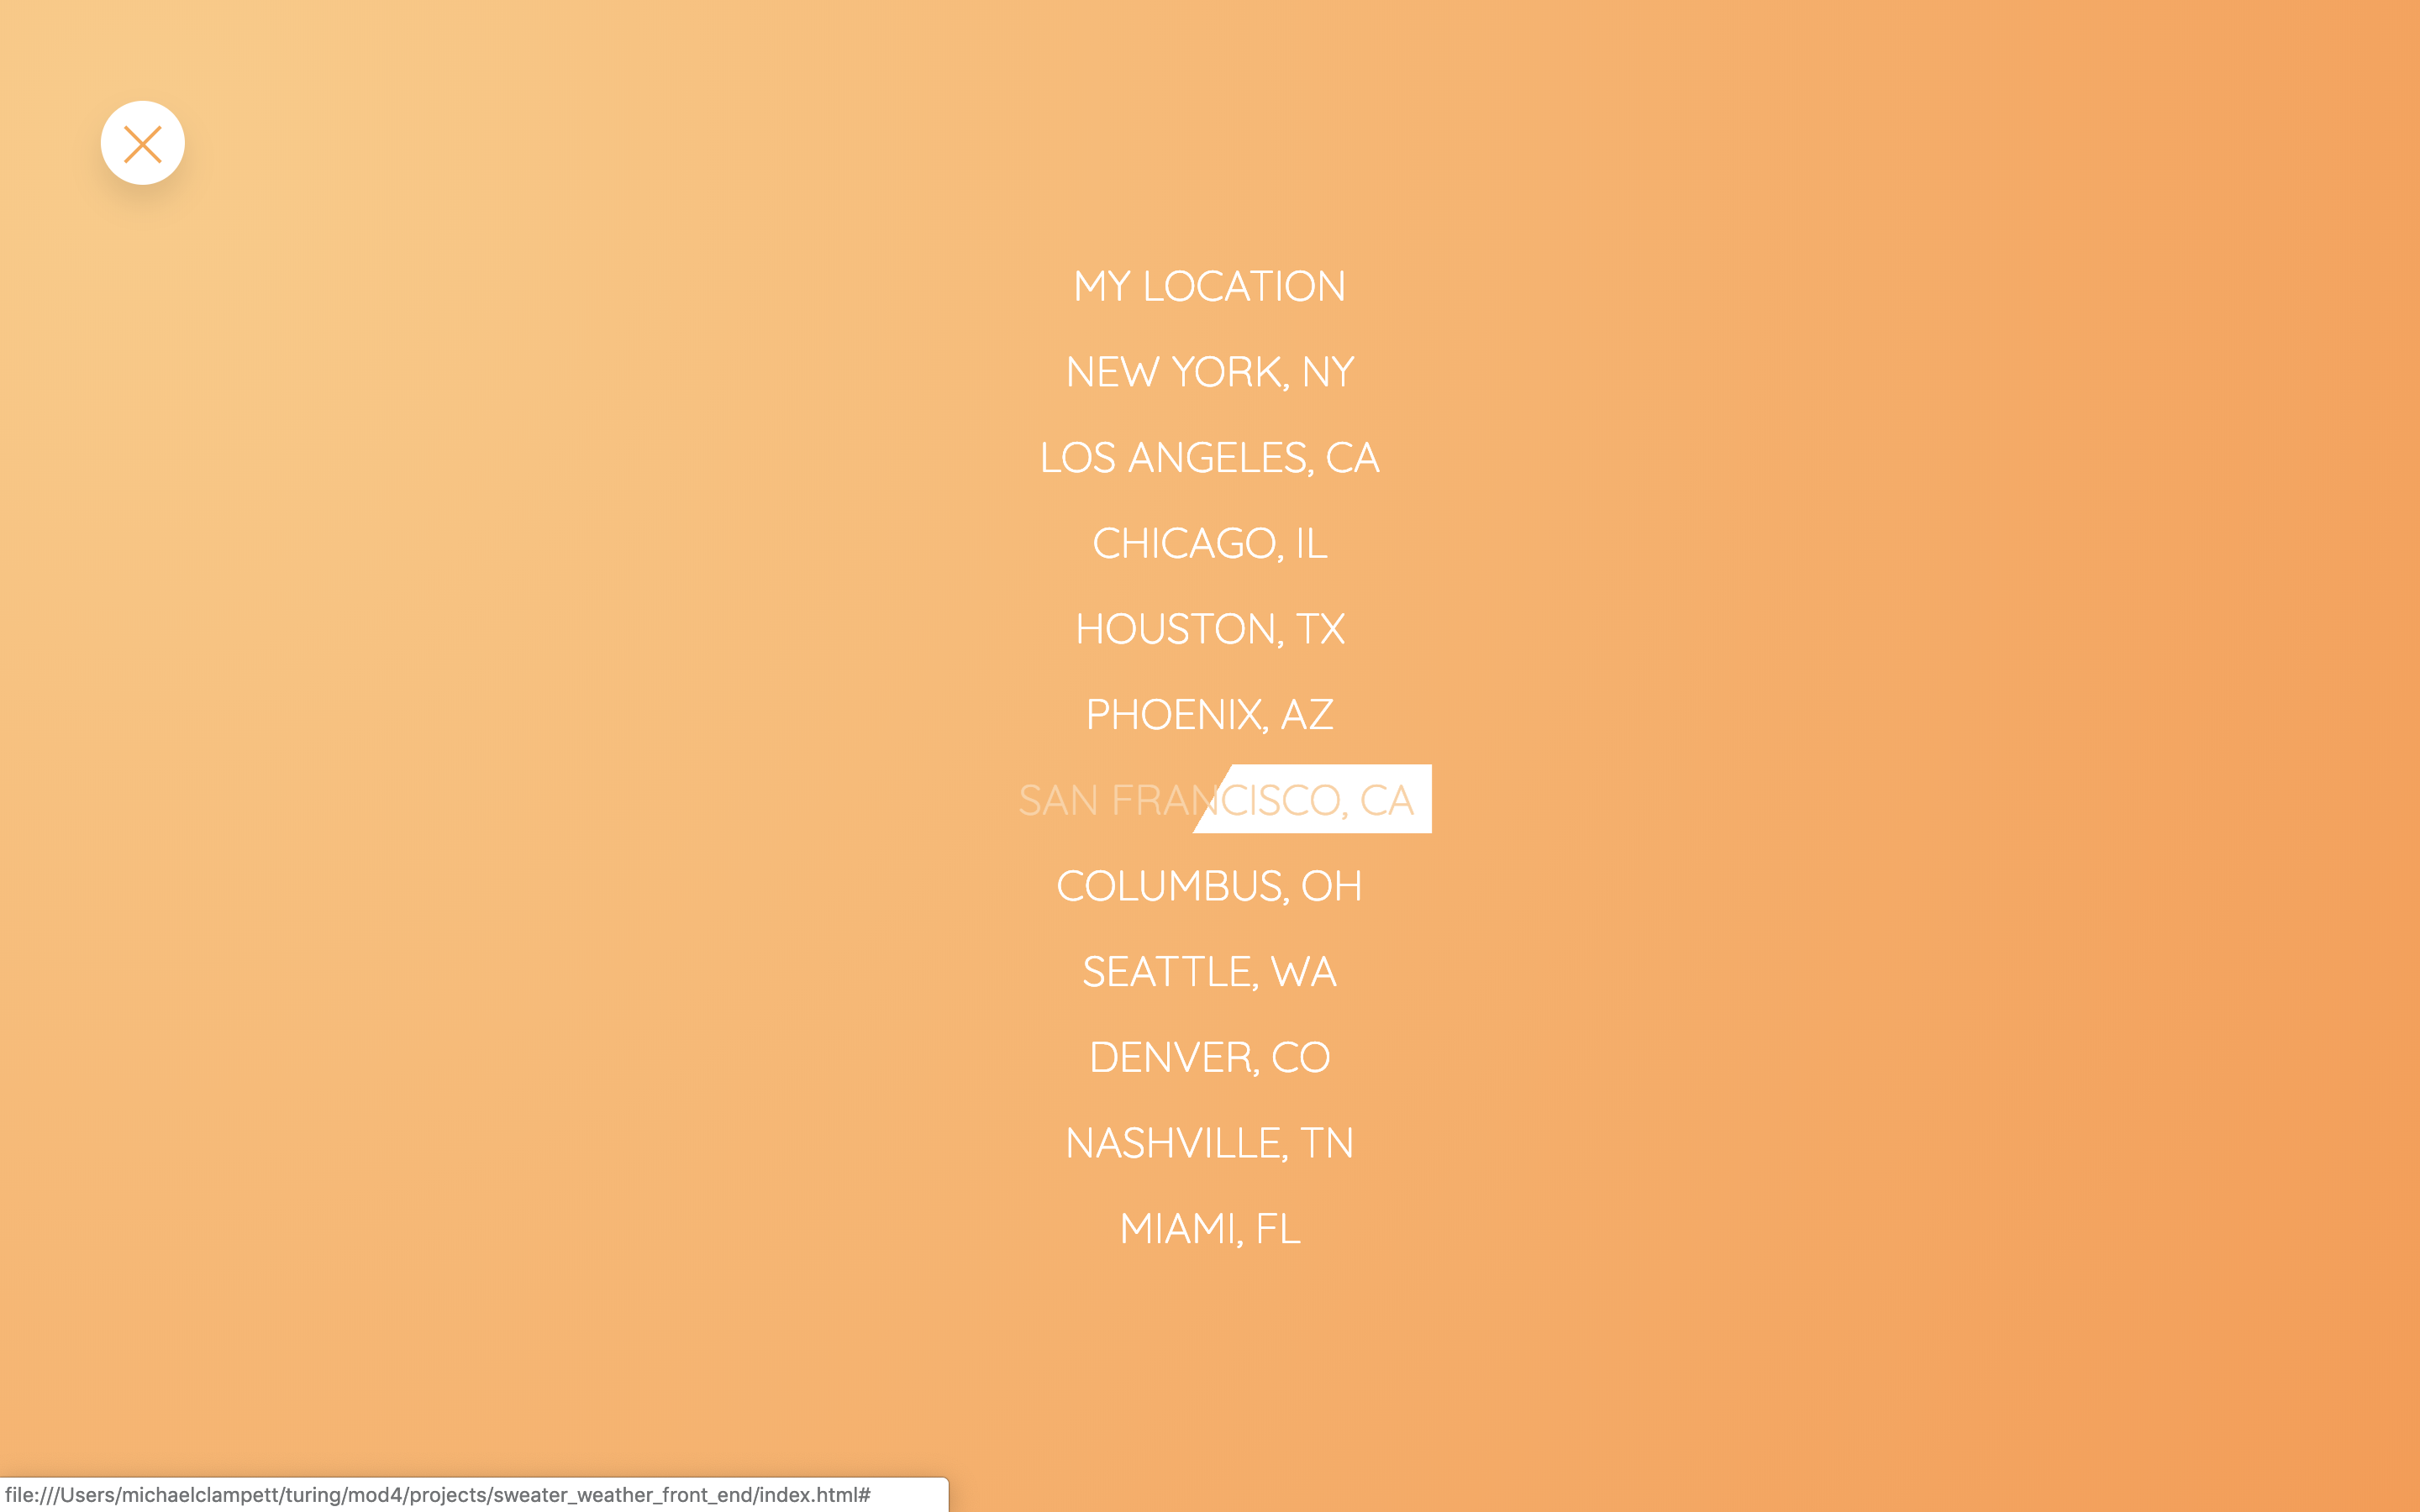 MY LOCATION
NEW YORK, NY
LOS ANGELES, CA
CHICAGO, IL
HOUSTON, TX
PHOENIX, AZ
SAN FRANCISCO, CA
COLUMBUS, OH
SEATTLE, WA
DENVER, CO
NASHVILLE, TN
MIAMI, FL
file:///Users/michaelclampett/turing/mod4/projects/sweater_weather_front_end/index.html#